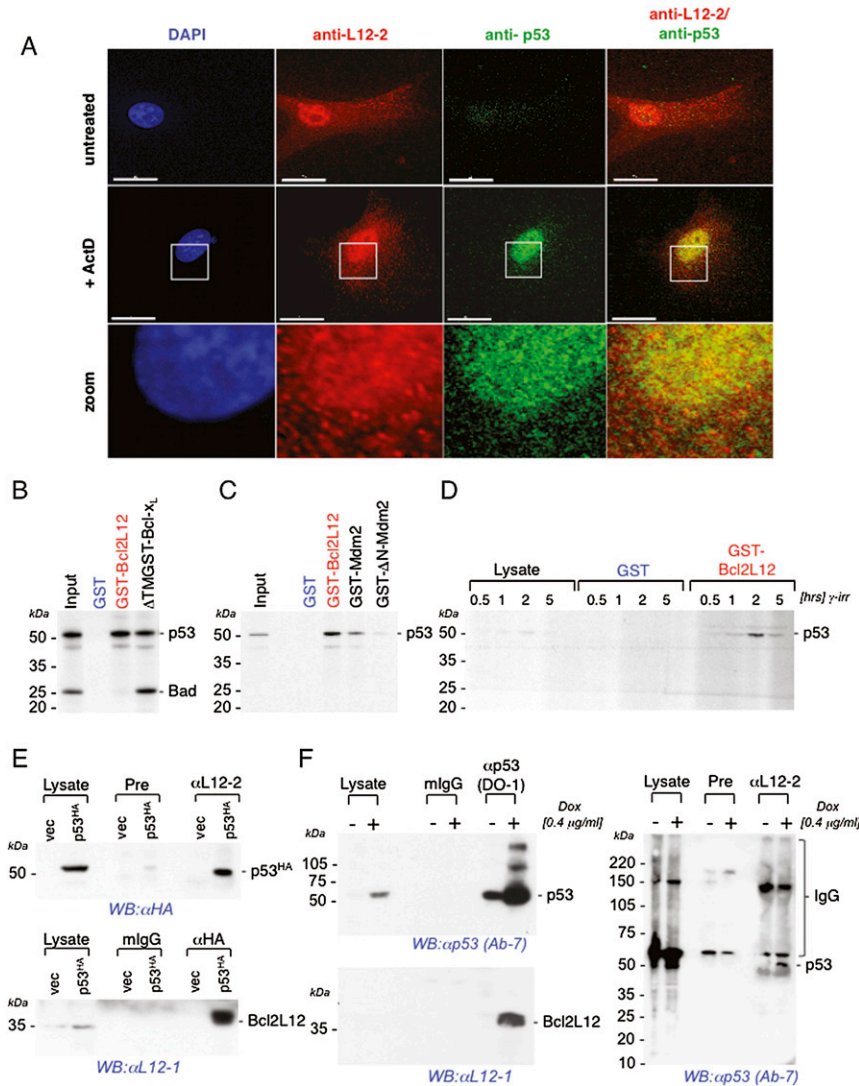 A
DAPI
anti-L12-2
anti- p53
anti-L12-2/
anti-p53
untreated
+ ActD
zoom
B
Input
GST
GST-Bcl2L12
ΔTMGST-Bcl-xL
kDa
50
35
25
20
p53
Bad
C
Input
GST
GST-Bcl2L12
GST-Mdm2
GST-ΔN-Mdm2
kDa
50
35
25
20
p53
D
Lysate
GST
GST-
Bcl2L12
0.5 1 2 5 0.5 1 2 5 0.5 1 2 5 [hrs] γ-irr
kDa
50
35
25
20
p53
E
Lysate Pre αL12-2
vec p53HA vec p53HA vec p53HA
kDa
50
p53HA
WB:αHA
Lysate mIgG αHA
vec p53HA vec p53HA vec p53HA
kDa
35
Bcl2L12
WB:αL12-1
F
Lysate mIgG αp53
(DO-1)
- + - + - + Dox
[0.4 µg/ml]
kDa
105
75
50
p53
WB:αp53 (Ab-7)
35
Bcl2L12
kDa
WB:αL12-1
Lysate Pre αL12-2
- + - + - + Dox
[0.4 µg/ml]
kDa
220
150
75
50
35
25
20
15
10
IgG
p53
WB:αp53 (Ab-7)